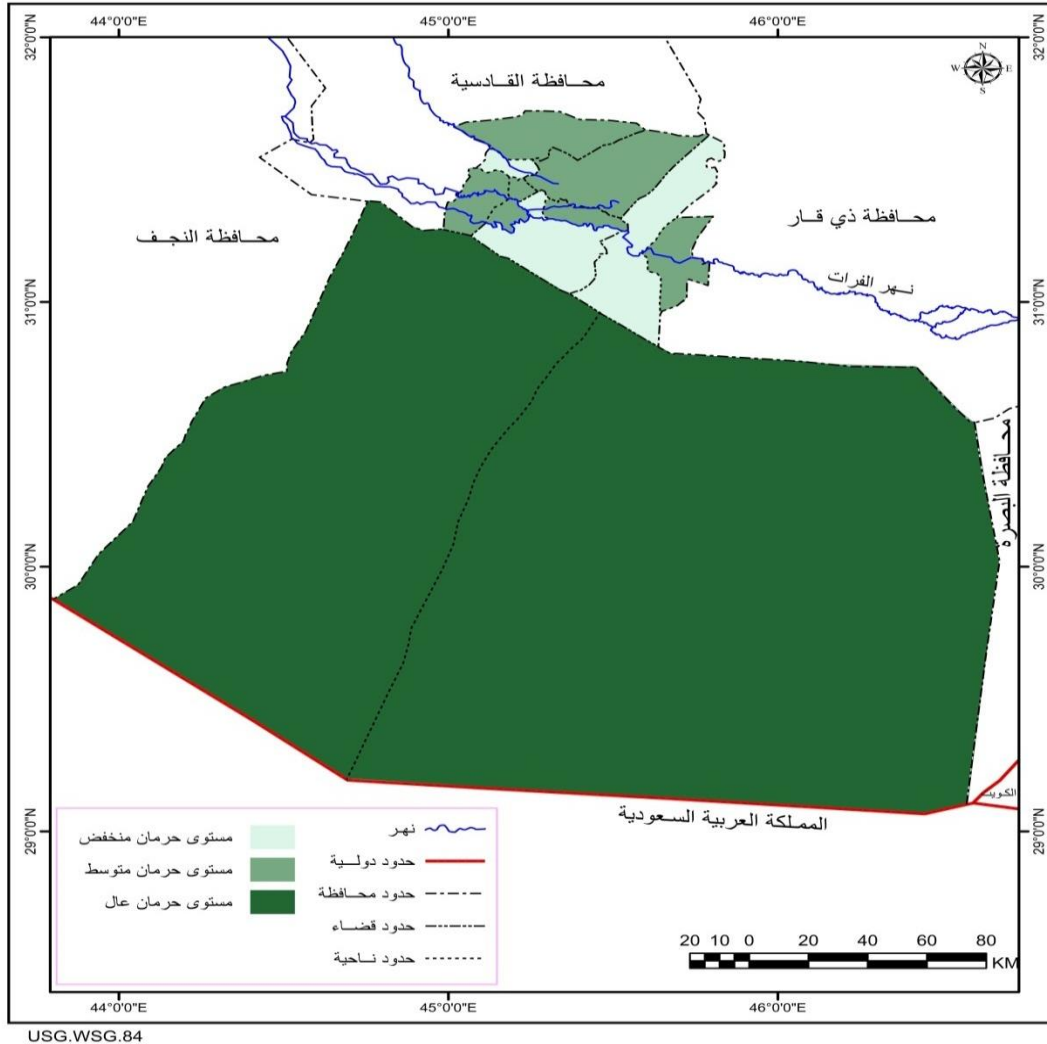 44°0'0"E 45°0'0"E 46°0'0"E
32°0'0"N 32°0'0"N
N
W E
S
محافظة القادسية
محافظة ذي قار
محافظة النجف
نهر الفرات
31°0'0"N 31°0'0"N
محافظة البصره
30°0'0"N 30°0'0"N
الكويت
المملكة العربية السعودية
29°0'0"N 29°0'0"N
نهر
حدود دولية
حدود محافظة
حدود قضاء
حدود ناحية
مستوى حرمان منخفض
مستوى حرمان متوسط
مستوى حرمان عال
20 10 0 20 40 60 80
KM
44°0'0"E 45°0'0"E 46°0'0"E
USG.WSG.84